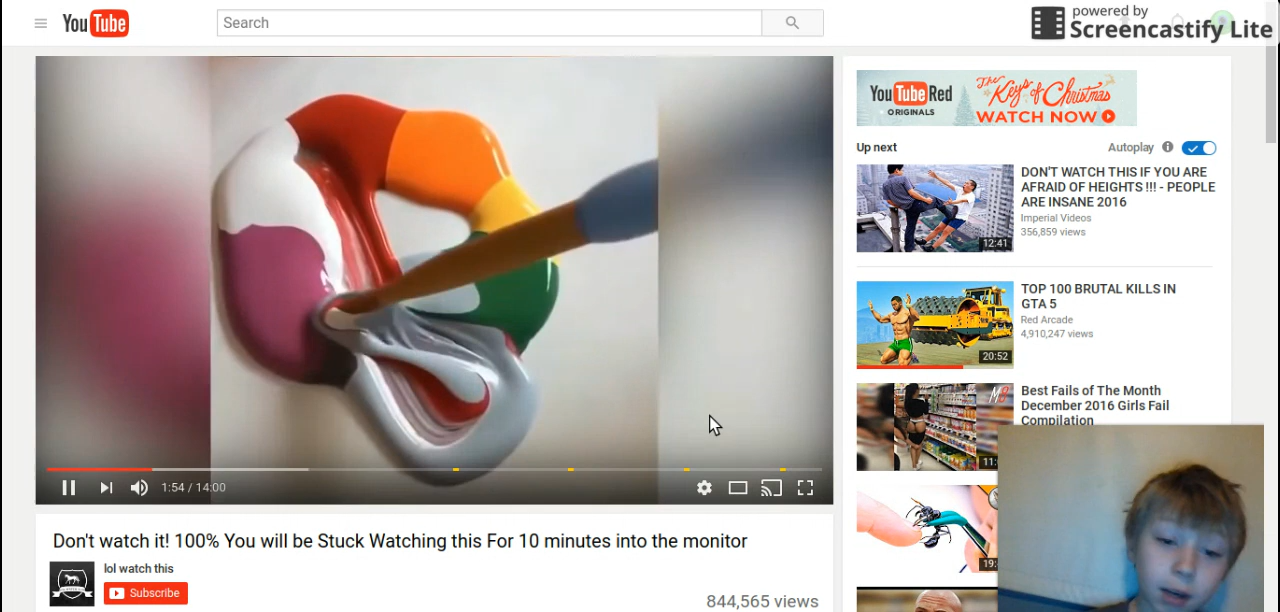 YouTube
Search
powered by
Screencastify Lite
YouTube Red
ORIGINALS
The Keys of Christmas
WATCH NOW
Up next
Autoplay
DON'T WATCH THIS IF YOU ARE
AFRAID OF HEIGHTS !!! - PEOPLE
ARE INSANE 2016
Imperial Videos
356,859 views
12:41
TOP 100 BRUTAL KILLS IN
GTA 5
Red Arcade
4,910,247 views
20:52
Best Fails of The Month
December 2016 Girls Fail
Compilation
11:
19:
1:54 / 14:00
Don't watch it! 100% You will be Stuck Watching this For 10 minutes into the monitor
lol watch this
Subscribe
844,565 views